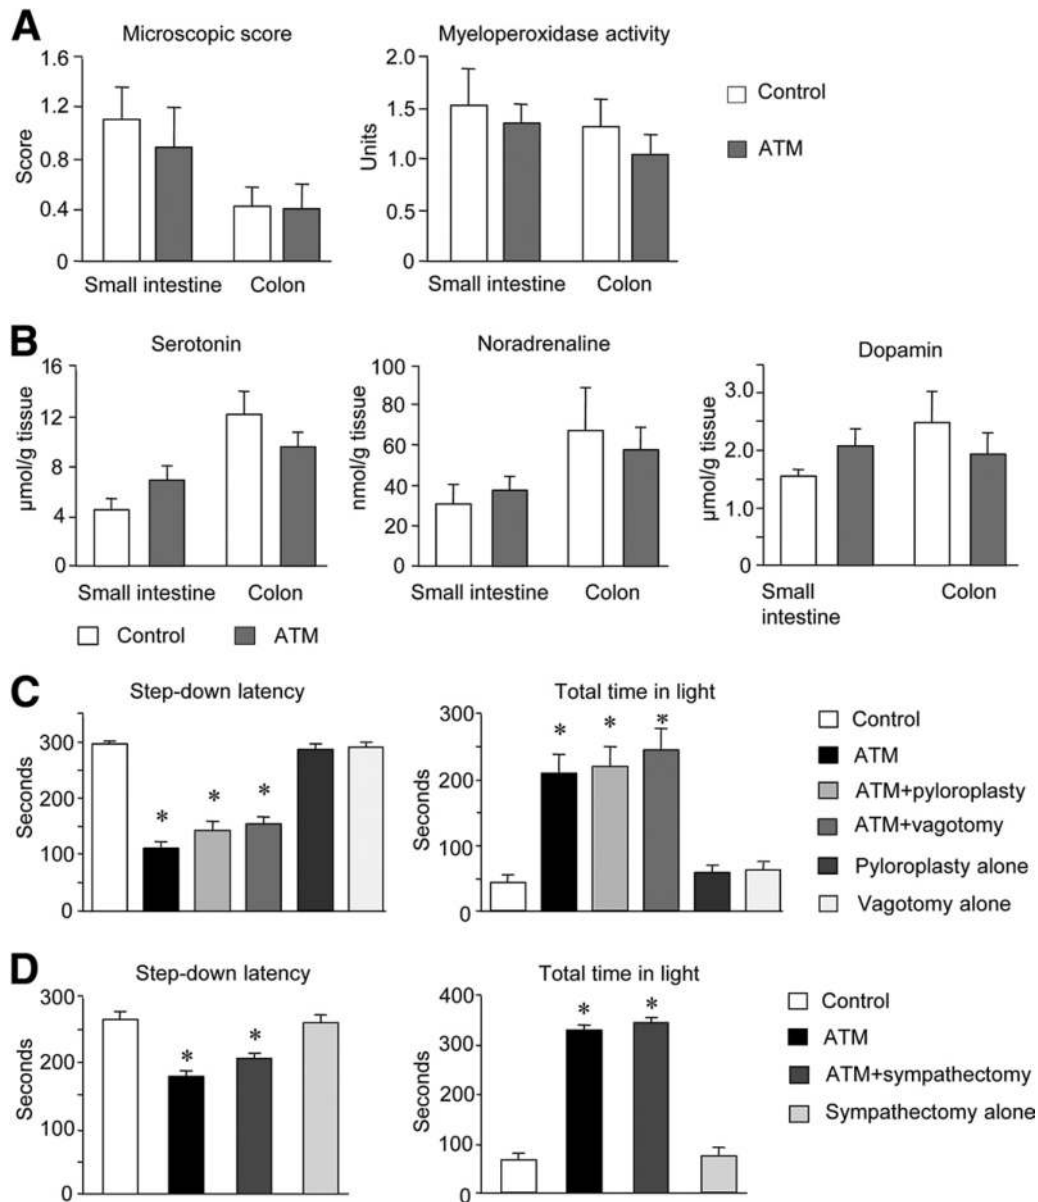 A
Microscopic score
Myeloperoxidase activity
1.6
1.2
0.8
0.4
0
Score
Small intestine Colon
2.0
1.5
1.0
0.5
0
Units
Small intestine Colon
Control
ATM
B
Serotonin
Noradrenaline
Dopamin
16
12
8
4
0
µmol/g tissue
Small intestine Colon
100
80
60
40
20
0
nmol/g tissue
Small intestine Colon
3.0
2.0
1.0
0
µmol/g tissue
Small
intestine
Colon
Control ATM
C
Step-down latency
Total time in light
300
200
100
0
Seconds
* * *
300
200
100
0
Seconds
* * *
Control
ATM
ATM+pyloroplasty
ATM+vagotomy
Pyloroplasty alone
Vagotomy alone
D
Step-down latency
Total time in light
300
200
100
0
Seconds
* *
400
300
200
100
0
Seconds
* *
Control
ATM
ATM+sympathectomy
Sympathectomy alone